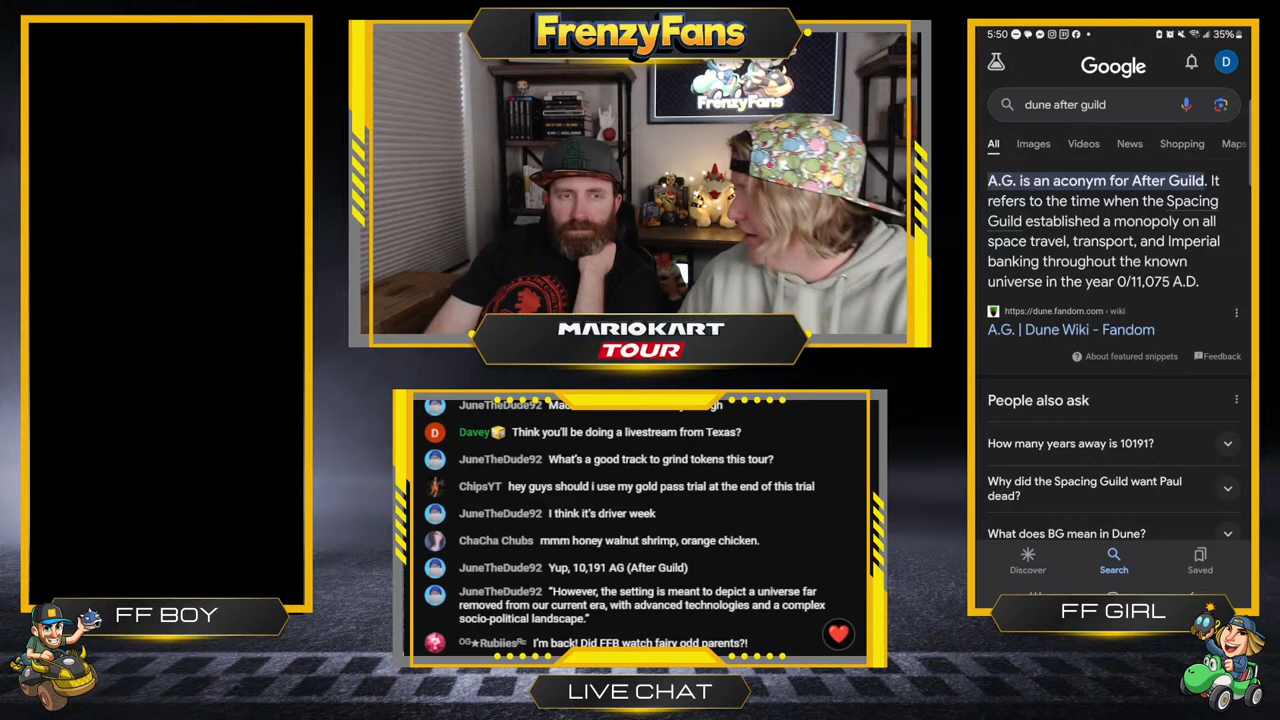 FrenzyFans
FrenzyFans
MARIOKART
TOUR
JuneTheDude92
Davey Think you'll be doing a livestream from Texas?
JuneTheDude92 What's a good track to grind tokens this tour?
ChipsYT hey guys should i use my gold pass trial at the end of this trial
JuneTheDude92 I think it's driver week
ChaCha Chubs mmm honey walnut shrimp, orange chicken.
JuneTheDude92 Yup, 10,191 AG (After Guild)
JuneTheDude92 "However, the setting is meant to depict a universe far
removed from our current era, with advanced technologies and a complex
socio-political landscape."
OG★Rubiies I'm back! Did FFB watch fairy odd parents?!
LIVE CHAT
FF BOY
5:50
35%
Google
D
dune after guild
All Images Videos News Shopping Maps
A.G. is an aconym for After Guild. It
refers to the time when the Spacing
Guild established a monopoly on all
space travel, transport, and Imperial
banking throughout the known
universe in the year 0/11,075 A.D.
https://dune.fandom.com › wiki
A.G. | Dune Wiki - Fandom
About featured snippets Feedback
People also ask
How many years away is 10191?
Why did the Spacing Guild want Paul
dead?
What does BG mean in Dune?
Discover Search Saved
FF GIRL